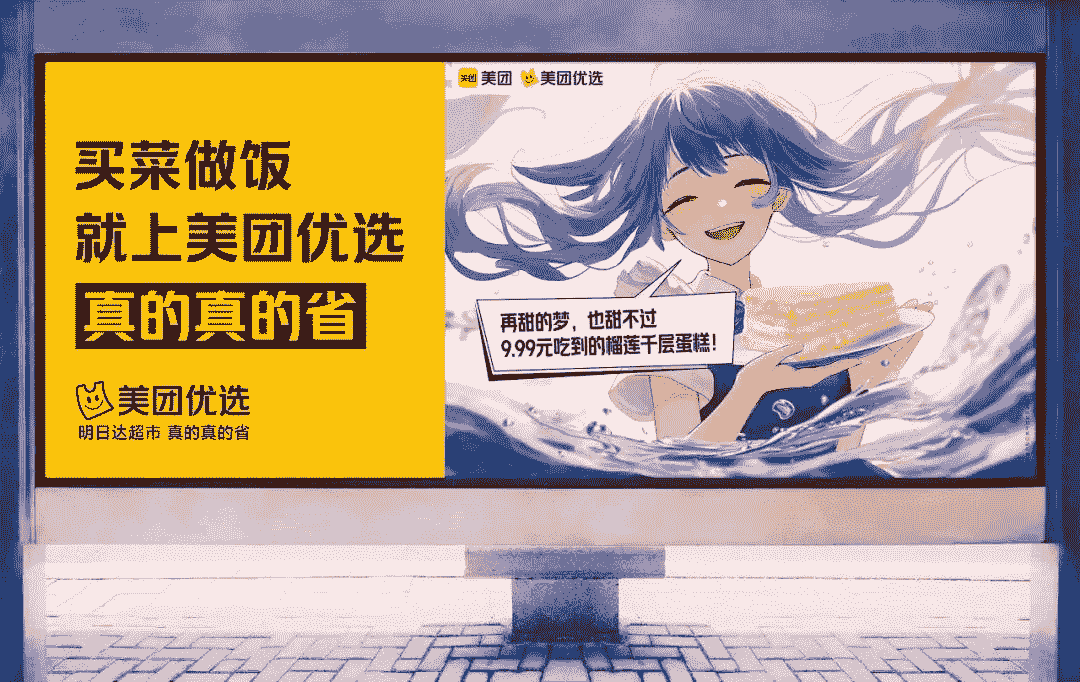 买菜做饭
就上美团优选
真的真的省
美团优选
明日达超市 真的真的省
美团 美团优选
再甜的梦，也甜不过
9.99元吃到的榴莲千层蛋糕！